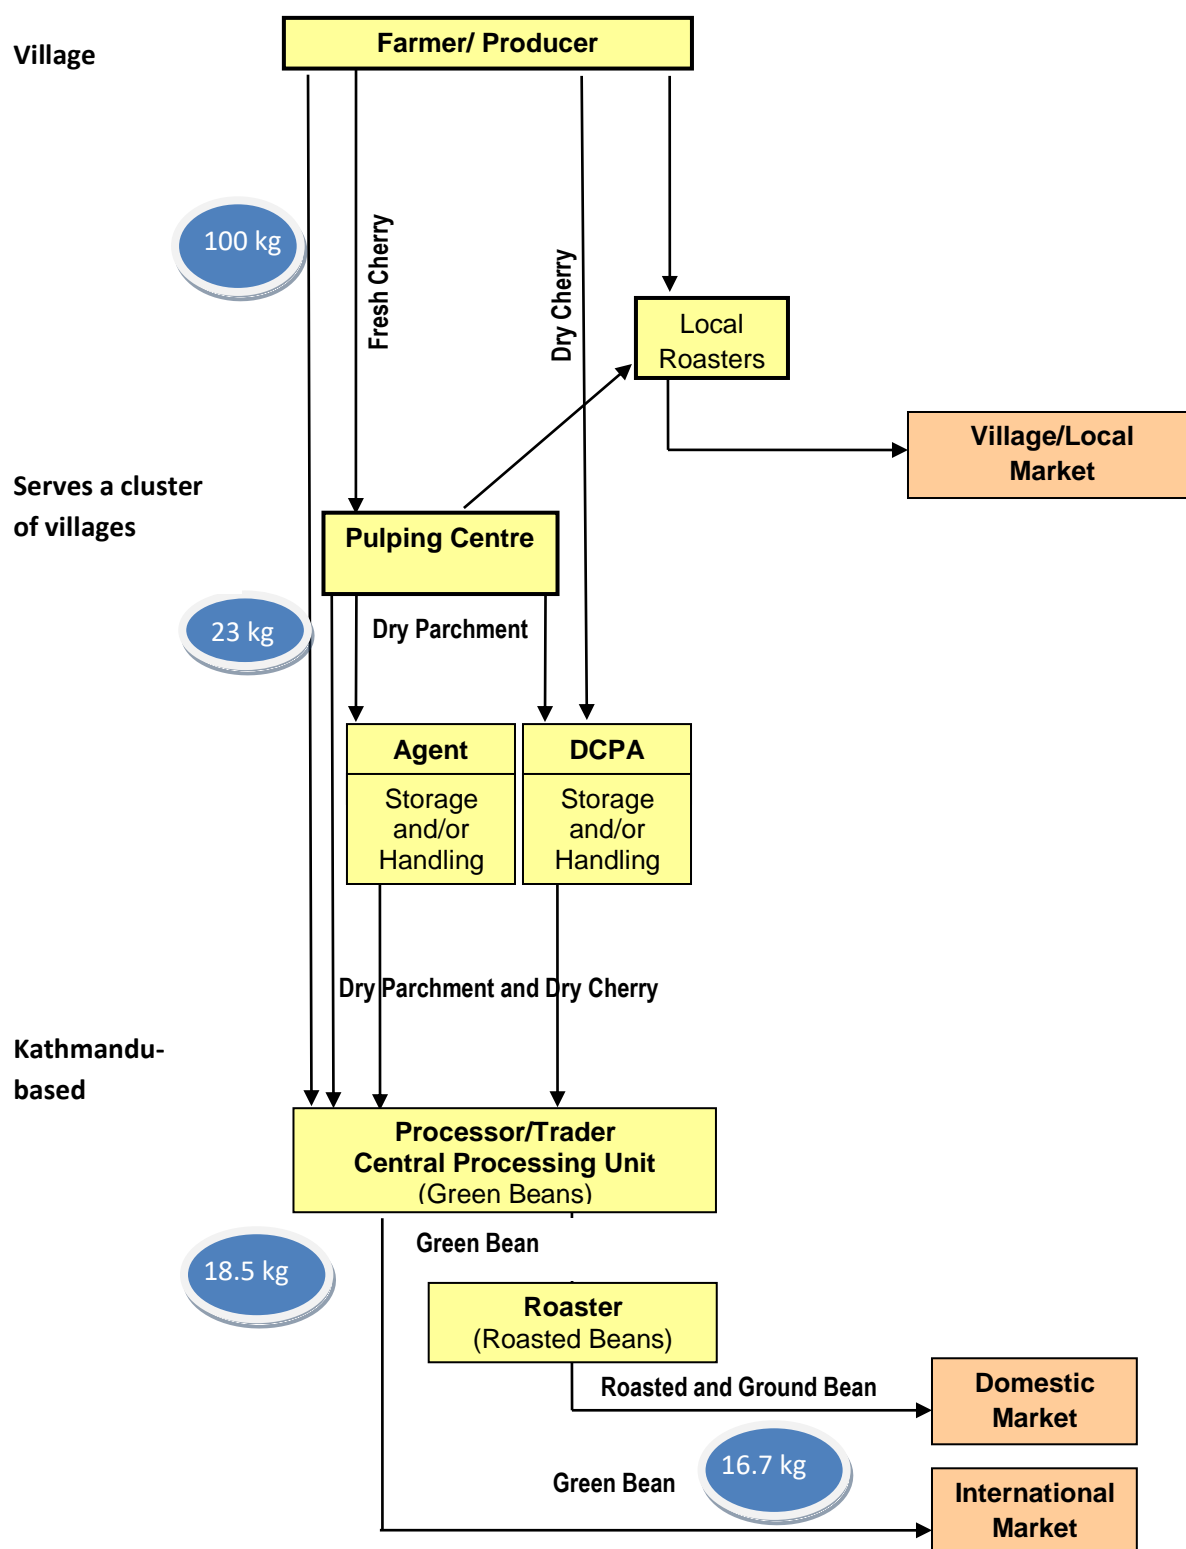 Farmer/ Producer
Village
100 kg
Fresh Cherry
Dry Cherry
Local
Roasters
Village/Local
Market
Serves a cluster
of villages
Pulping Centre
23 kg
Dry Parchment
Agent
Storage
and/or
Handling
DCPA
Storage
and/or
Handling
Dry Parchment and Dry Cherry
Kathmandu-
based
Processor/Trader
Central Processing Unit
(Green Beans)
Green Bean
18.5 kg
Roaster
(Roasted Beans)
Roasted and Ground Bean
Domestic
Market
16.7 kg
Green Bean
International
Market